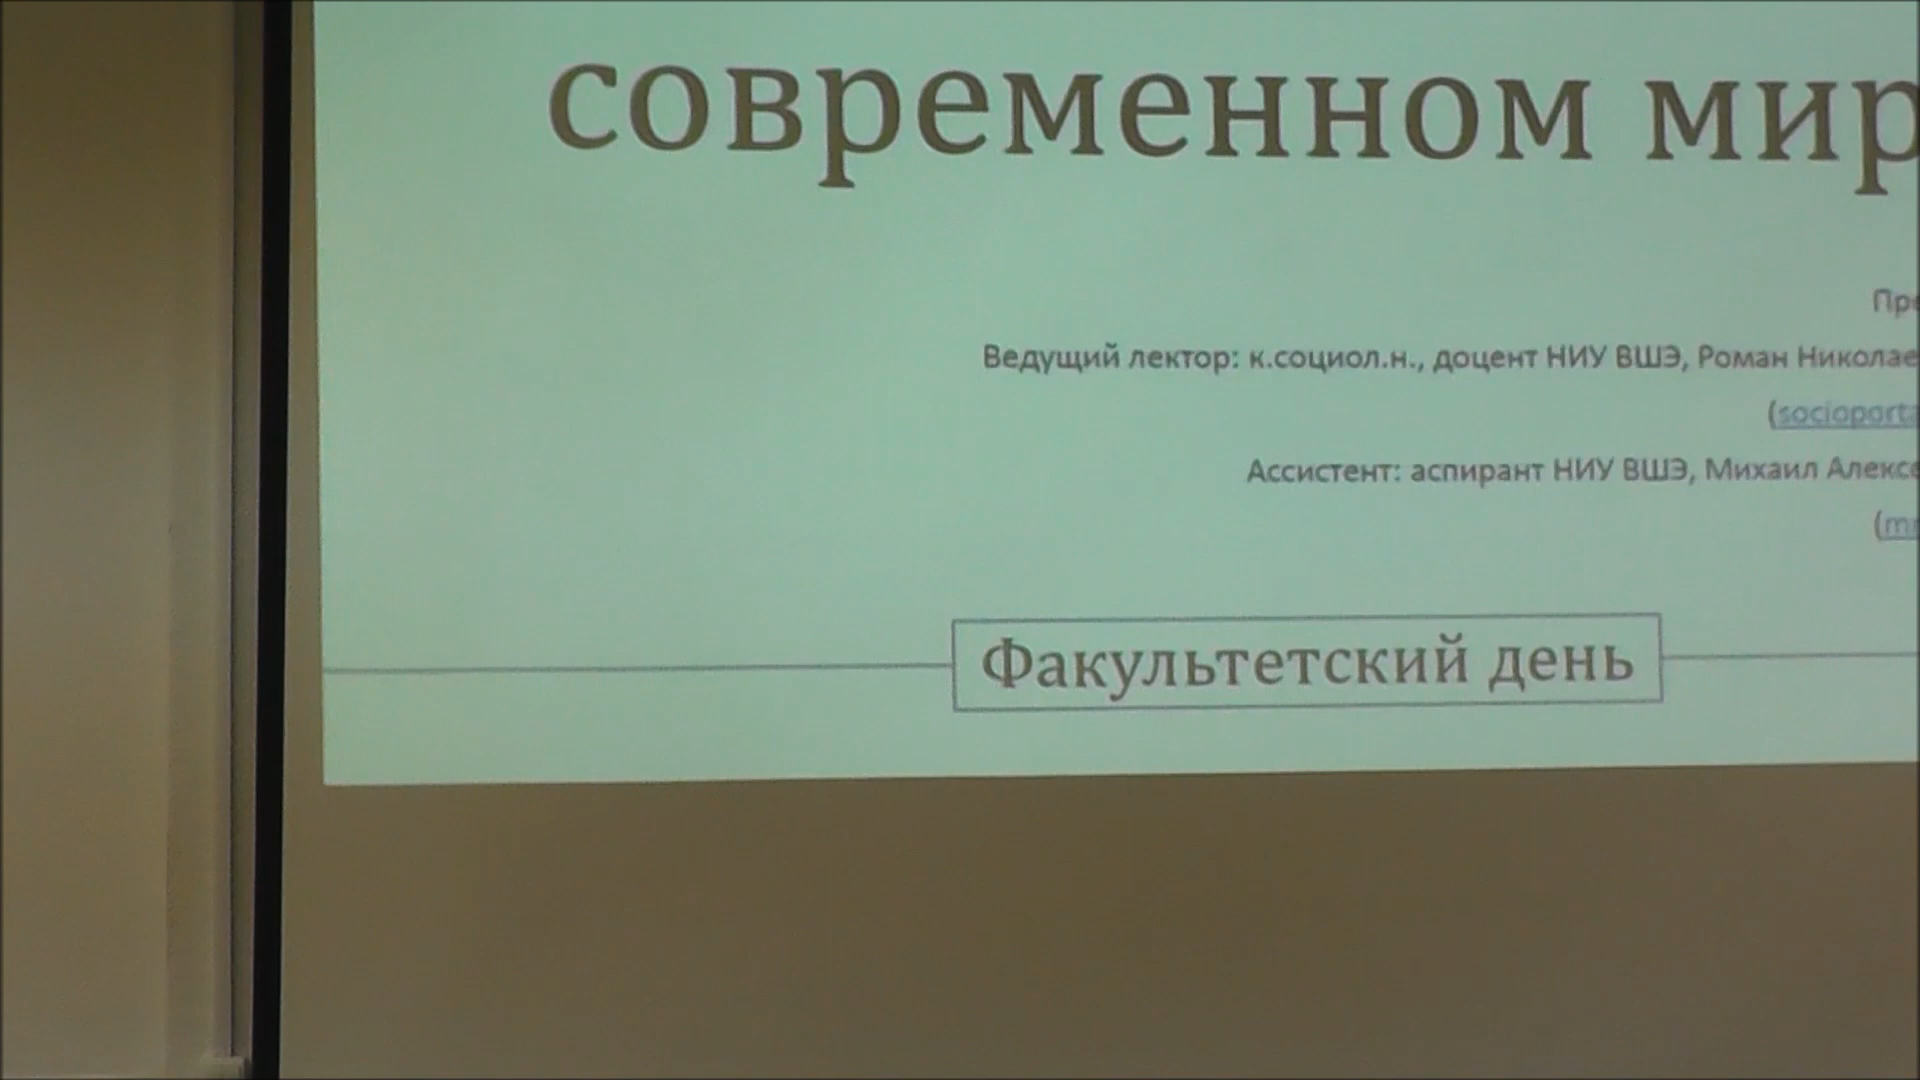 современном мир
Пре
Ведущий лектор: к.социол.н., доцент НИУ ВШЭ, Роман Николае
(socioporta
Ассистент: аспирант НИУ ВШЭ, Михаил Алексе
(m
Факультетский день